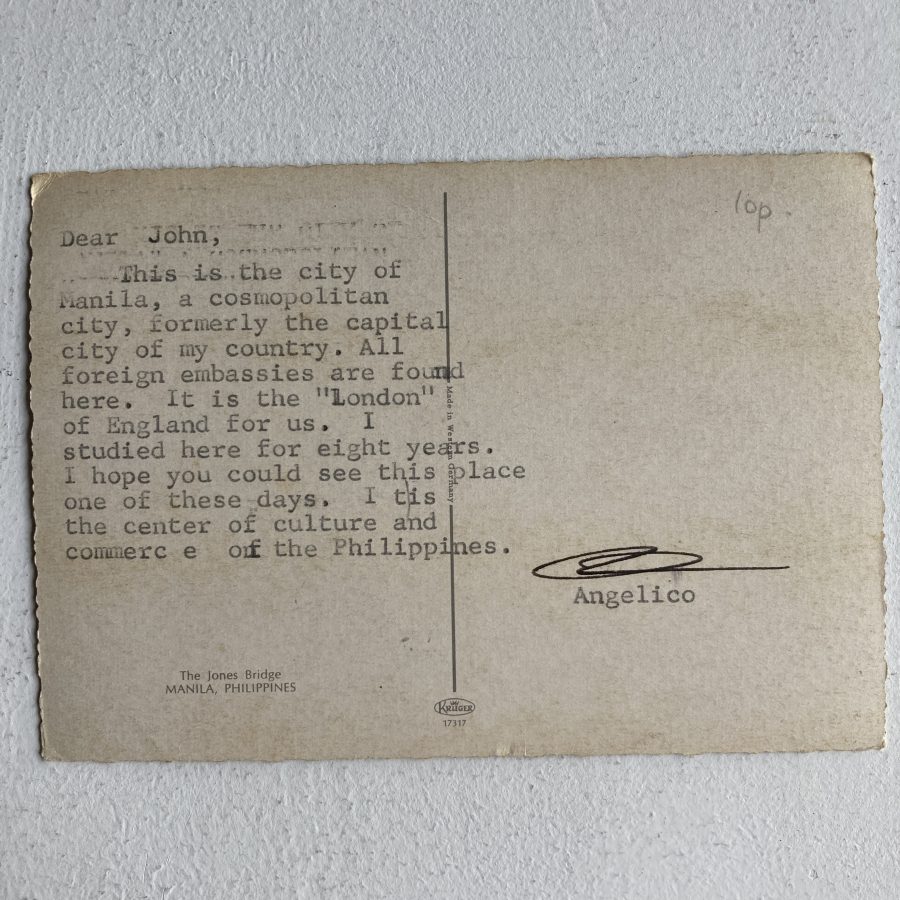 10p
Dear John,
This is the city of
Manila, a cosmopolitan
city, formerly the capital
city of my country. All
foreign embassies are found
here. It is the "London"
of England for us. I
studied here for eight years.
I hope you could see this place
one of these days. I tis
the center of culture and
commerc e of the Philippines.
Angelico
Made in Western Germany
The Jones Bridge
MANILA, PHILIPPINES
KRÜGER
17317